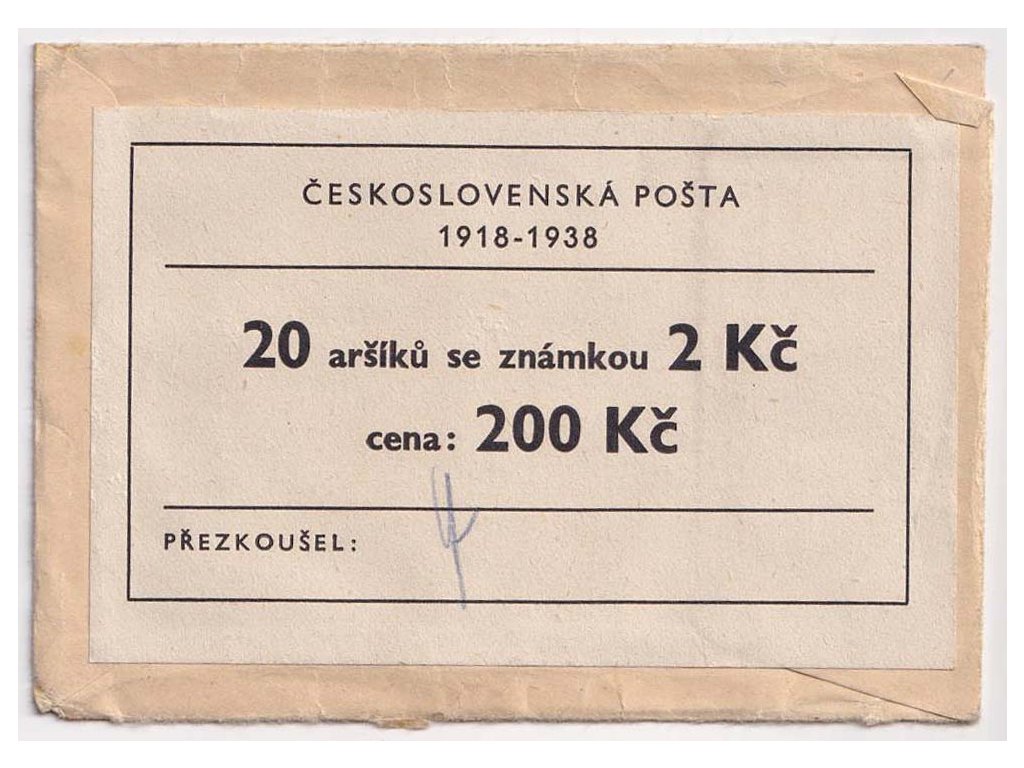 ČESKOSLOVENSKÁ POŠTA
1918-1938
20 aršíků se známkou 2 Kč
cena: 200 Kč
PŘEZKOUŠEL: